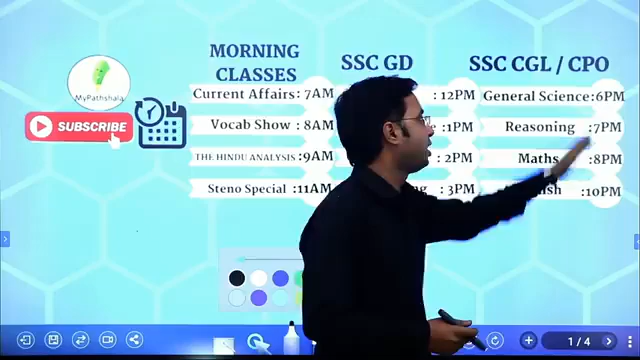 MORNING
CLASSES
Current Affairs: 7AM
Vocab Show : 8AM
THE HINDU ANALYSIS : 9AM
Steno Special : 11AM
SSC GD
: 12PM
: 1PM
: 2PM
: 3PM
SSC CGL / CPO
General Science:6PM
Reasoning :7PM
Maths :8PM
:10PM
MyPathshala
SUBSCRIBE
1 / 4